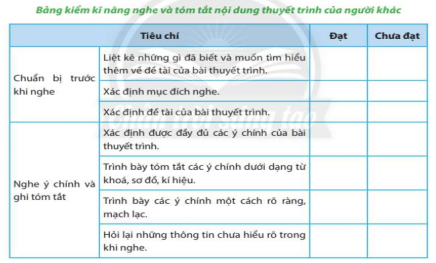 Bảng kiểm kĩ năng nghe và tóm tắt nội dung thuyết trình của người khác
Tiêu chí Đạt Chưa đạt
Chuẩn bị trước
khi nghe
Liệt kê những gì đã biết và muốn tìm hiểu
thêm về đề tài của bài thuyết trình.
Xác định mục đích nghe.
Xác định đề tài của bài thuyết trình.
Nghe ý chính và
ghi tóm tắt
Xác định được đầy đủ các ý chính của bài
thuyết trình.
Trình bày tóm tắt các ý chính dưới dạng từ
khoá, sơ đồ, kí hiệu.
Trình bày các ý chính một cách rõ ràng,
mạch lạc.
Hỏi lại những thông tin chưa hiểu rõ trong
khi nghe.